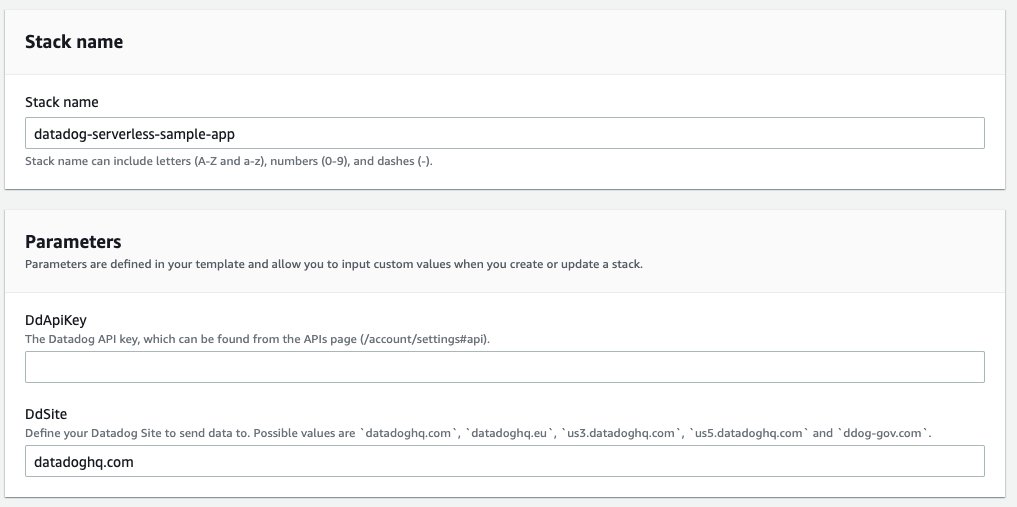 Stack name
Stack name
datadog-serverless-sample-app
Stack name can include letters (A-Z and a-z), numbers (0-9), and dashes (-).
Parameters
Parameters are defined in your template and allow you to input custom values when you create or update a stack.
DdApiKey
The Datadog API key, which can be found from the APIs page (/account/settings#api).
DdSite
Define your Datadog Site to send data to. Possible values are `datadoghq.com`, `datadoghq.eu`, `us3.datadoghq.com`, `us5.datadoghq.com` and `ddog-gov.com`.
datadoghq.com